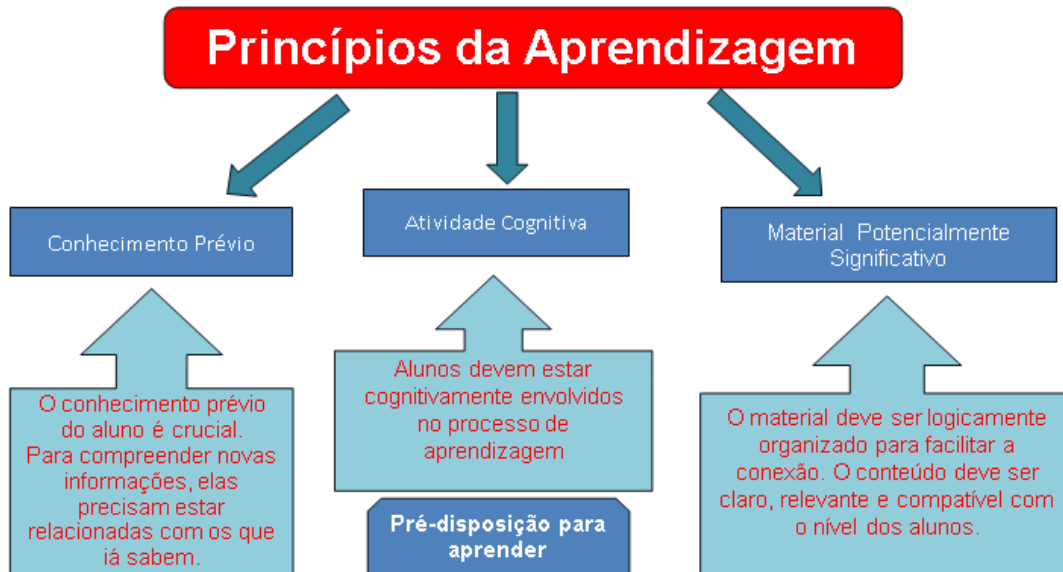 Princípios da Aprendizagem
Conhecimento Prévio
Atividade Cognitiva
Material Potencialmente
Significativo
O conhecimento prévio
do aluno é crucial.
Para compreender novas
informações, elas
precisam estar
relacionadas com os que
já sabem.
Alunos devem estar
cognitivamente envolvidos
no processo de
aprendizagem
Pré-disposição para
aprender
O material deve ser logicamente
organizado para facilitar a
conexão. O conteúdo deve ser
claro, relevante e compatível com
o nível dos alunos.